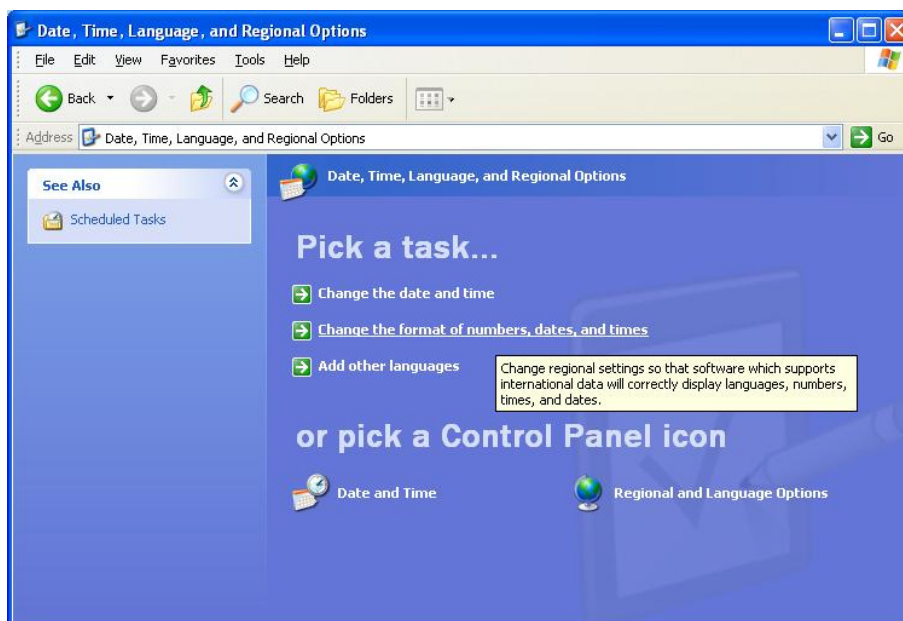 Date, Time, Language, and Regional Options
File Edit View Favorites Tools Help
Back Search Folders
Address Date, Time, Language, and Regional Options Go
See Also
Scheduled Tasks
Date, Time, Language, and Regional Options
Pick a task...
Change the date and time
Change the format of numbers, dates, and times
Add other languages
Change regional settings so that software which supports
international data will correctly display languages, numbers,
times, and dates.
or pick a Control Panel icon
Date and Time Regional and Language Options